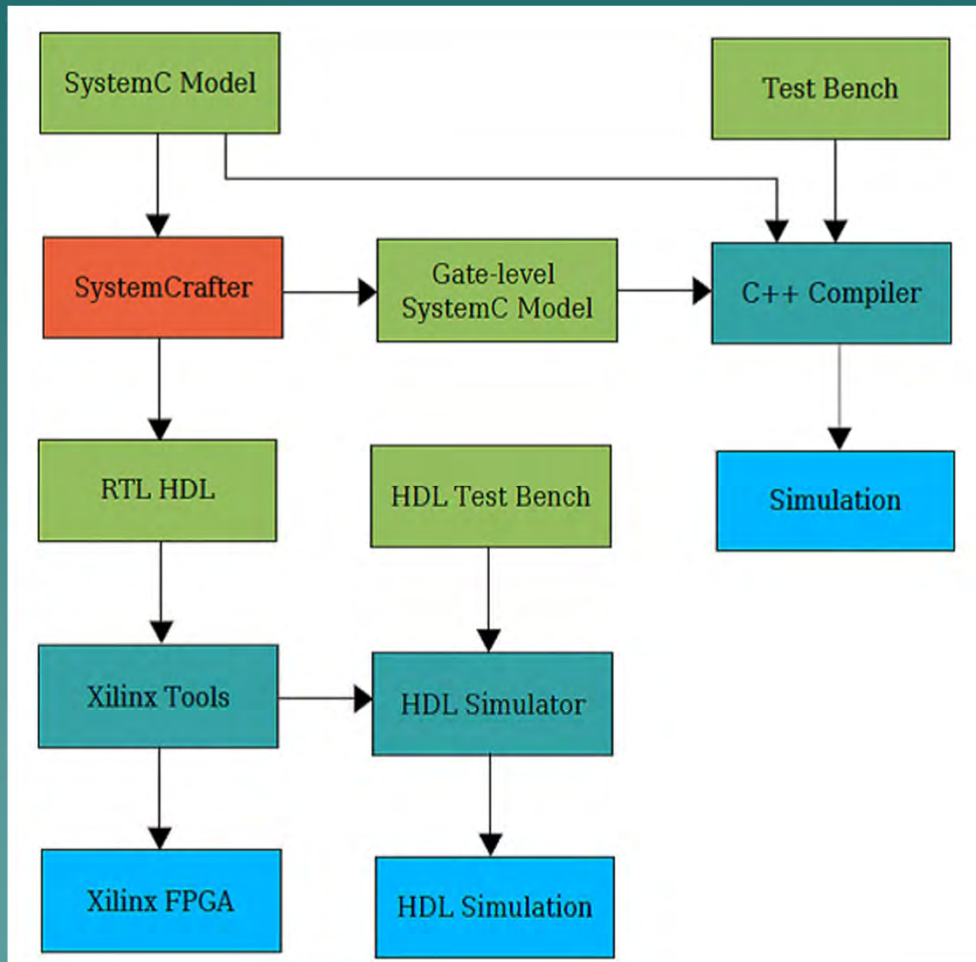 SystemC Model
Test Bench
SystemCrafter
Gate-level
SystemC Model
C++ Compiler
RTL HDL
HDL Test Bench
Simulation
Xilinx Tools
HDL Simulator
Xilinx FPGA
HDL Simulation